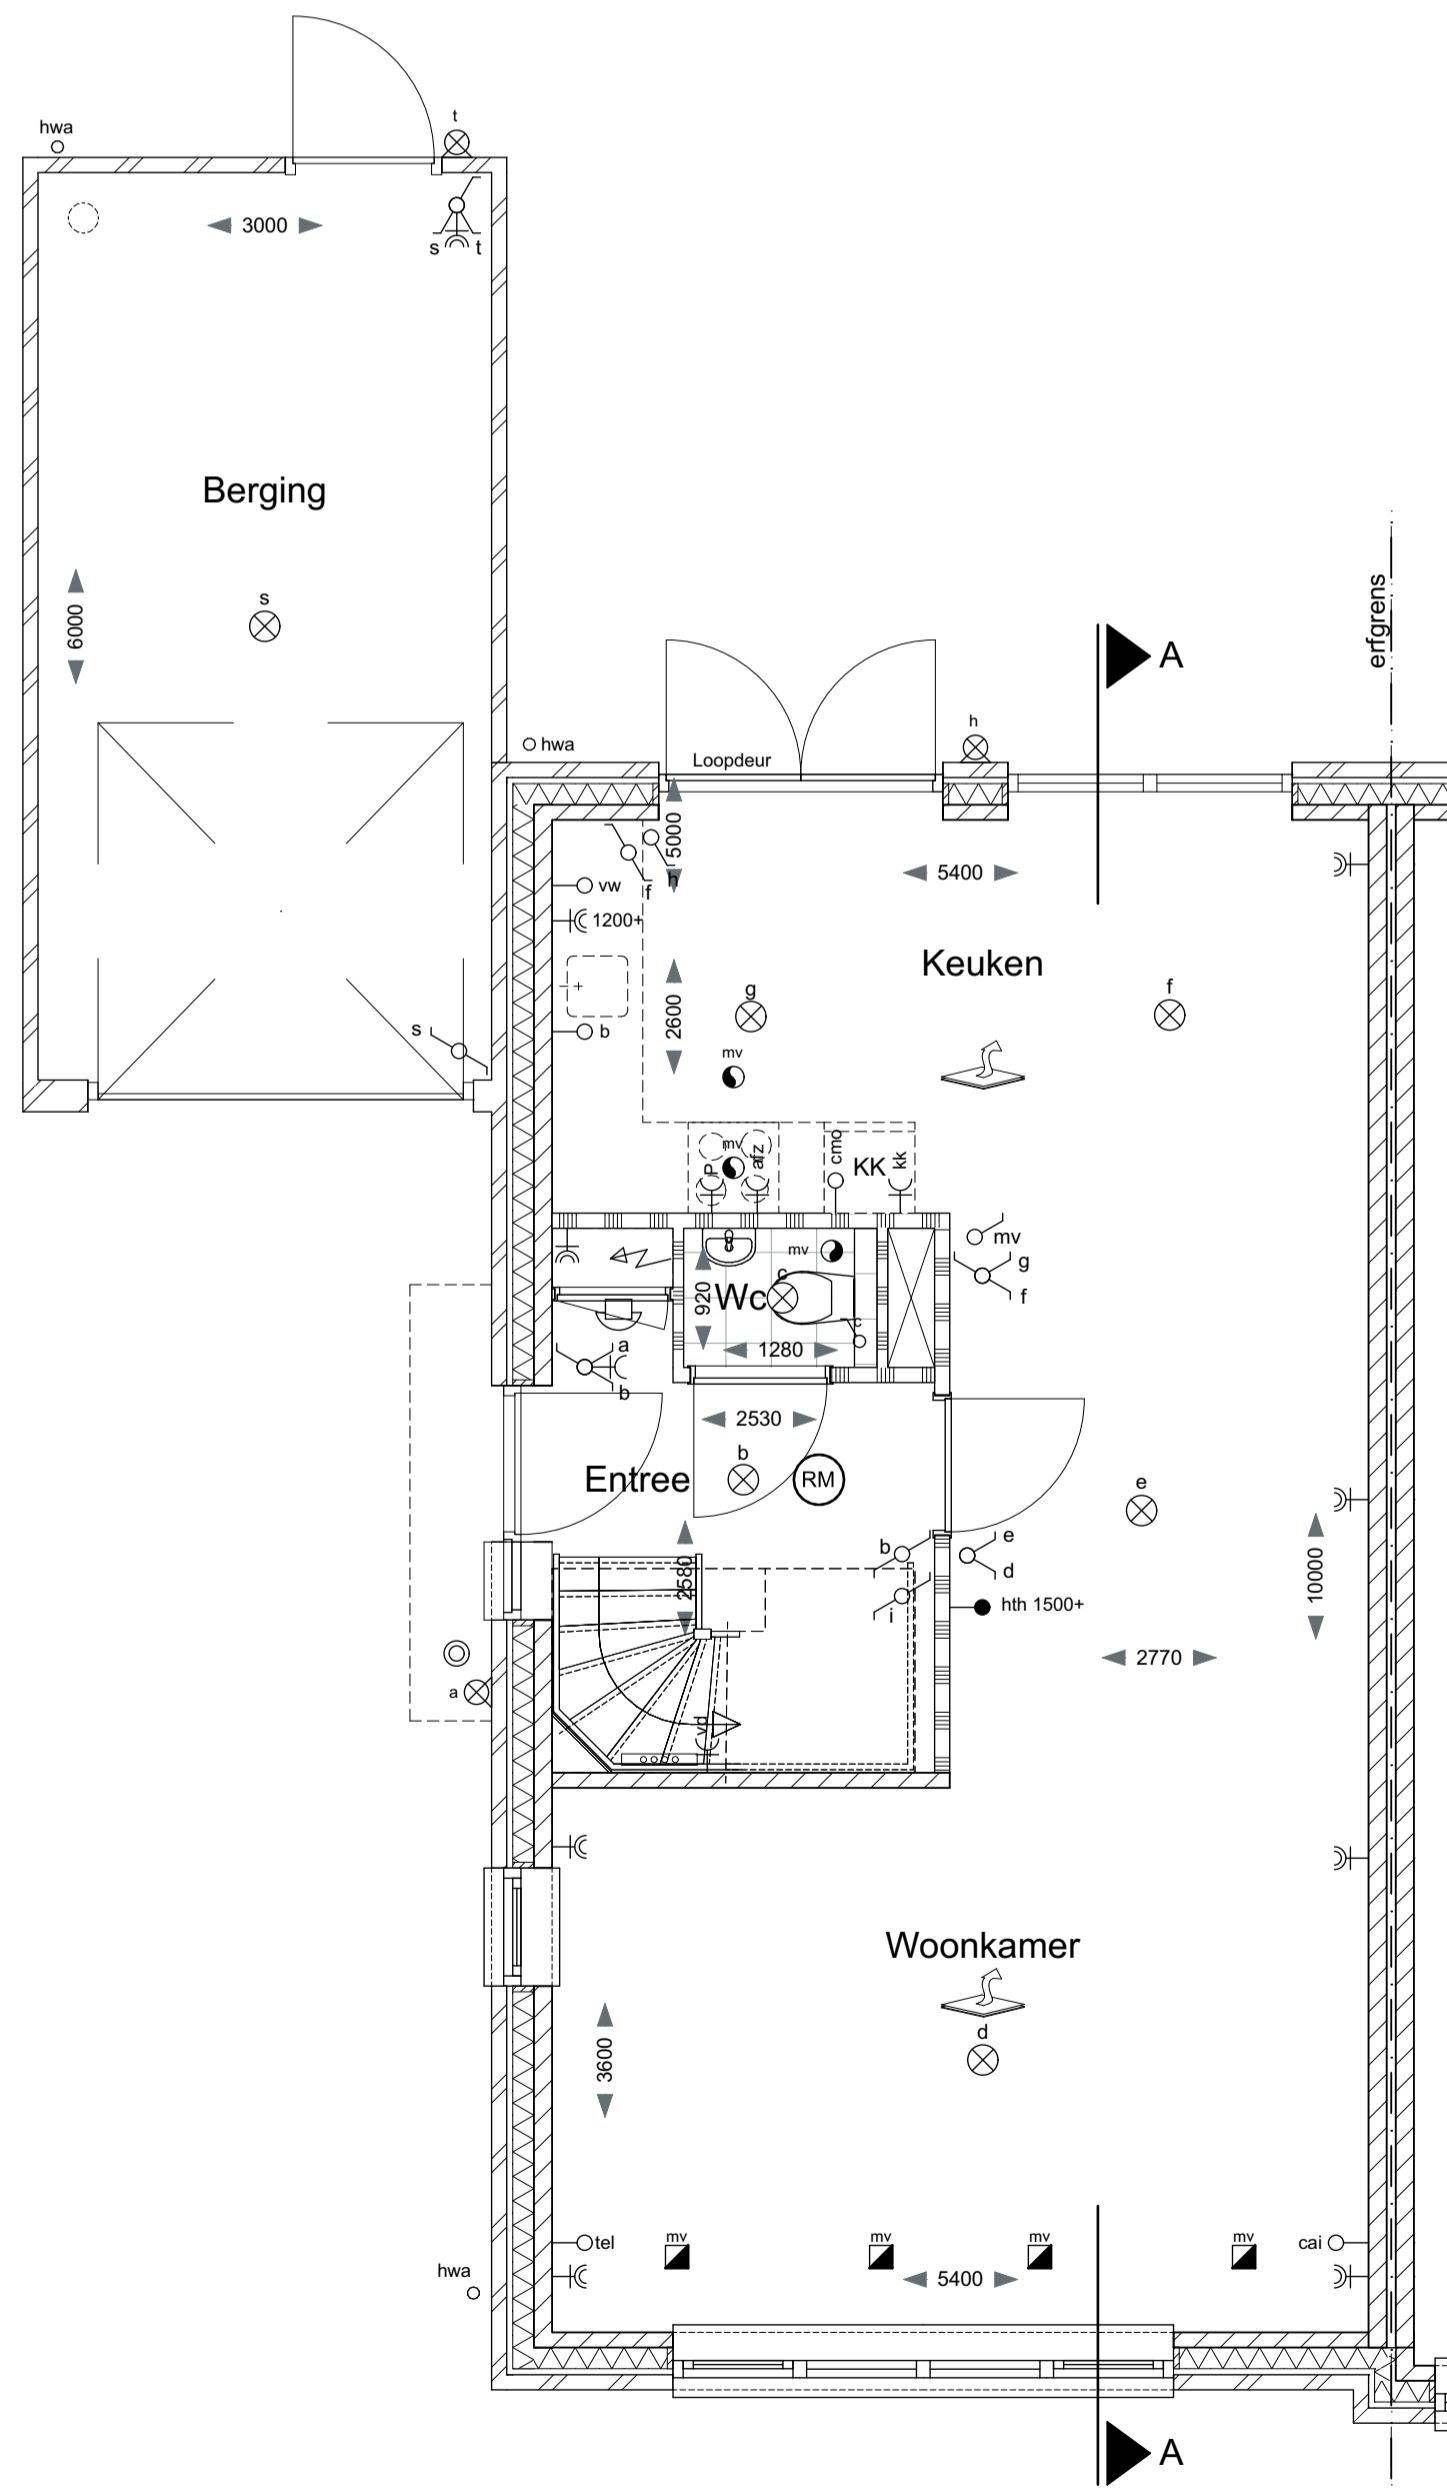 t
hwa
3000
s t
Berging
6000
s
erfgrens
A
h
hwa
Loopdeur
5000
5400
f h
vw
1200+
Keuken
g
f
2600
s
b
mv
mv
P
afz
cmo
KK
kk
mv
mv
g
f
c
Wc
920
c
1280
a
b
2530
b
Entree
RM
e
b
e
d
2580
i
hth 1500+
10000
2770
a
vd
Woonkamer
d
3600
tel
mv
mv
mv
mv
cai
hwa
5400
A